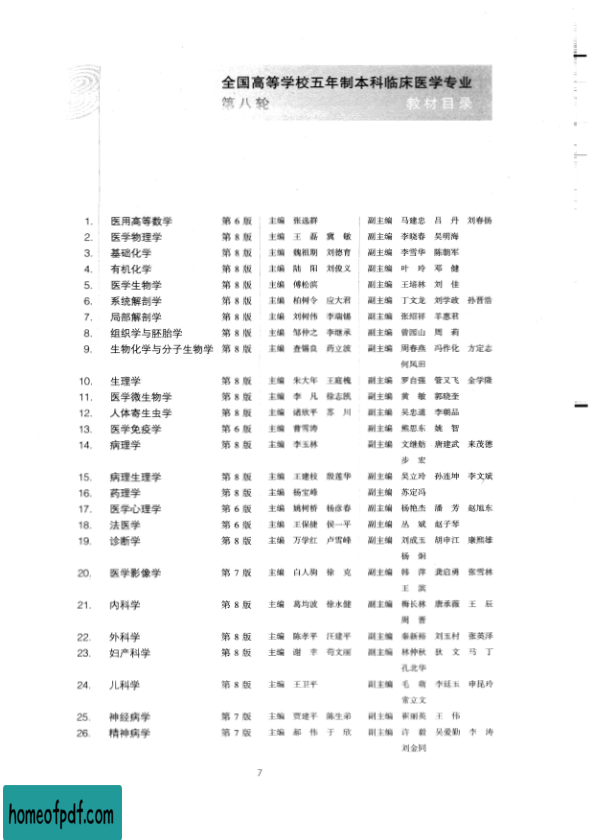 全国高等学校五年制本科临床医学专业
第八轮 教材目录
1. 医用高等数学 第6版 主编 张选群 副主编 马建忠 吕 丹 刘春扬
2. 医学物理学 第8版 主编 王 磊 冀 敏 副主编 李晓春 吴明海
3. 基础化学 第8版 主编 魏祖期 刘德育 副主编 李雪华 陈朝军
4. 有机化学 第8版 主编 陆 阳 刘俊义 副主编 叶 玲 邓 健
5. 医学生物学 第8版 主编 傅松滨 副主编 王培林 刘 佳
6. 系统解剖学 第8版 主编 柏树令 应大君 副主编 丁文龙 刘学政 孙晋浩
7. 局部解剖学 第8版 主编 刘树伟 李瑞锡 副主编 张绍祥 羊惠君
8. 组织学与胚胎学 第8版 主编 邹仲之 李继承 副主编 曾园山 周 莉
9. 生物化学与分子生物学 第8版 主编 查锡良 药立波 副主编 周春燕 冯作化 方定志
何凤田
10. 生理学 第8版 主编 朱大年 王庭槐 副主编 罗自强 管又飞 金学隆
11. 医学微生物学 第8版 主编 李 凡 徐志凯 副主编 黄 敏 郭晓奎
12. 人体寄生虫学 第8版 主编 诸欣平 苏 川 副主编 吴忠道 李朝品
13. 医学免疫学 第6版 主编 曹雪涛 副主编 熊思东 姚 智
14. 病理学 第8版 主编 李玉林 副主编 文继舫 唐建武 来茂德
步 宏
15. 病理生理学 第8版 主编 王建枝 殷莲华 副主编 吴立玲 孙连坤 李文斌
16. 药理学 第8版 主编 杨宝峰 副主编 苏定冯
17. 医学心理学 第6版 主编 姚树桥 杨彦春 副主编 杨艳杰 潘 芳 赵旭东
18. 法医学 第6版 主编 王保捷 侯一平 副主编 丛 斌 赵子琴
19. 诊断学 第8版 主编 万学红 卢雪峰 副主编 刘成玉 胡申江 康熙雄
杨 炯
20. 医学影像学 第7版 主编 白人驹 徐 克 副主编 韩 萍 龚启勇 张雪林
王 滨
21. 内科学 第8版 主编 葛均波 徐永健 副主编 梅长林 唐承薇 王 辰
周 晋
22. 外科学 第8版 主编 陈孝平 汪建平 副主编 秦新裕 刘玉村 张英泽
23. 妇产科学 第8版 主编 谢 幸 苟文丽 副主编 林仲秋 狄 文 马 丁
孔北华
24. 儿科学 第8版 主编 王卫平 副主编 毛 萌 李廷玉 申昆玲
常立文
25. 神经病学 第7版 主编 贾建平 陈生弟 副主编 崔丽英 王 伟
26. 精神病学 第7版 主编 郝 伟 于 欣 副主编 许 毅 吴爱勤 李 涛
刘金同
7
homeofpdf.com